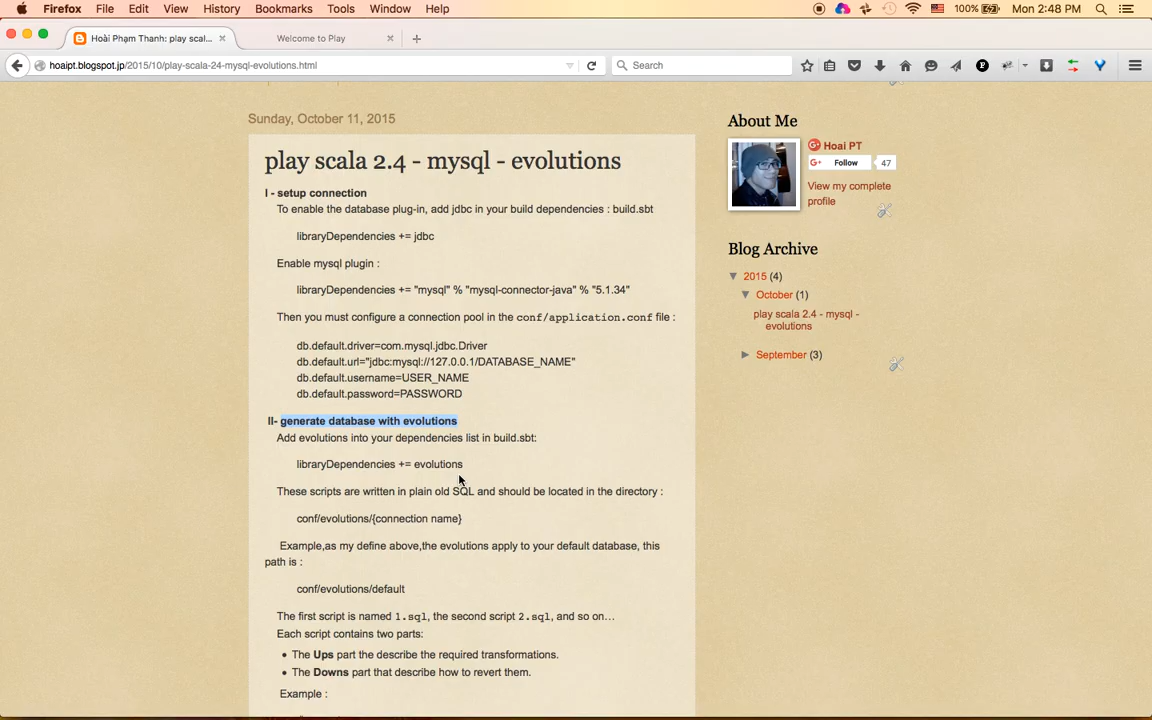 Firefox File Edit View History Bookmarks Tools Window Help 100% Mon 2:48 PM
Hoài Phạm Thanh: play scal... Welcome to Play
hoaipt.blogspot.jp/2015/10/play-scala-24-mysql-evolutions.html Search
Sunday, October 11, 2015
play scala 2.4 - mysql - evolutions
I - setup connection
To enable the database plug-in, add jdbc in your build dependencies : build.sbt
libraryDependencies += jdbc
Enable mysql plugin :
libraryDependencies += "mysql" % "mysql-connector-java" % "5.1.34"
Then you must configure a connection pool in the conf/application.conf file :
db.default.driver=com.mysql.jdbc.Driver
db.default.url="jdbc:mysql://127.0.0.1/DATABASE_NAME"
db.default.username=USER_NAME
db.default.password=PASSWORD
II- generate database with evolutions
Add evolutions into your dependencies list in build.sbt:
libraryDependencies += evolutions
These scripts are written in plain old SQL and should be located in the directory :
conf/evolutions/{connection name}
Example,as my define above,the evolutions apply to your default database, this
path is :
conf/evolutions/default
The first script is named 1.sql, the second script 2.sql, and so on…
Each script contains two parts:
• The Ups part the describe the required transformations.
• The Downs part that describe how to revert them.
Example :
About Me
Hoai PT
G+ Follow 47
View my complete
profile
Blog Archive
▼ 2015 (4)
▼ October (1)
play scala 2.4 - mysql -
evolutions
► September (3)